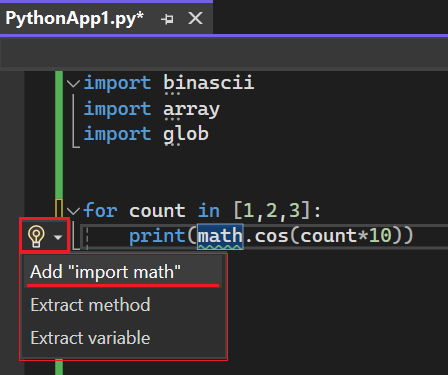 PythonApp1.py*
import binascii
import array
import glob
for count in [1,2,3]:
print(math.cos(count*10))
Add "import math"
Extract method
Extract variable